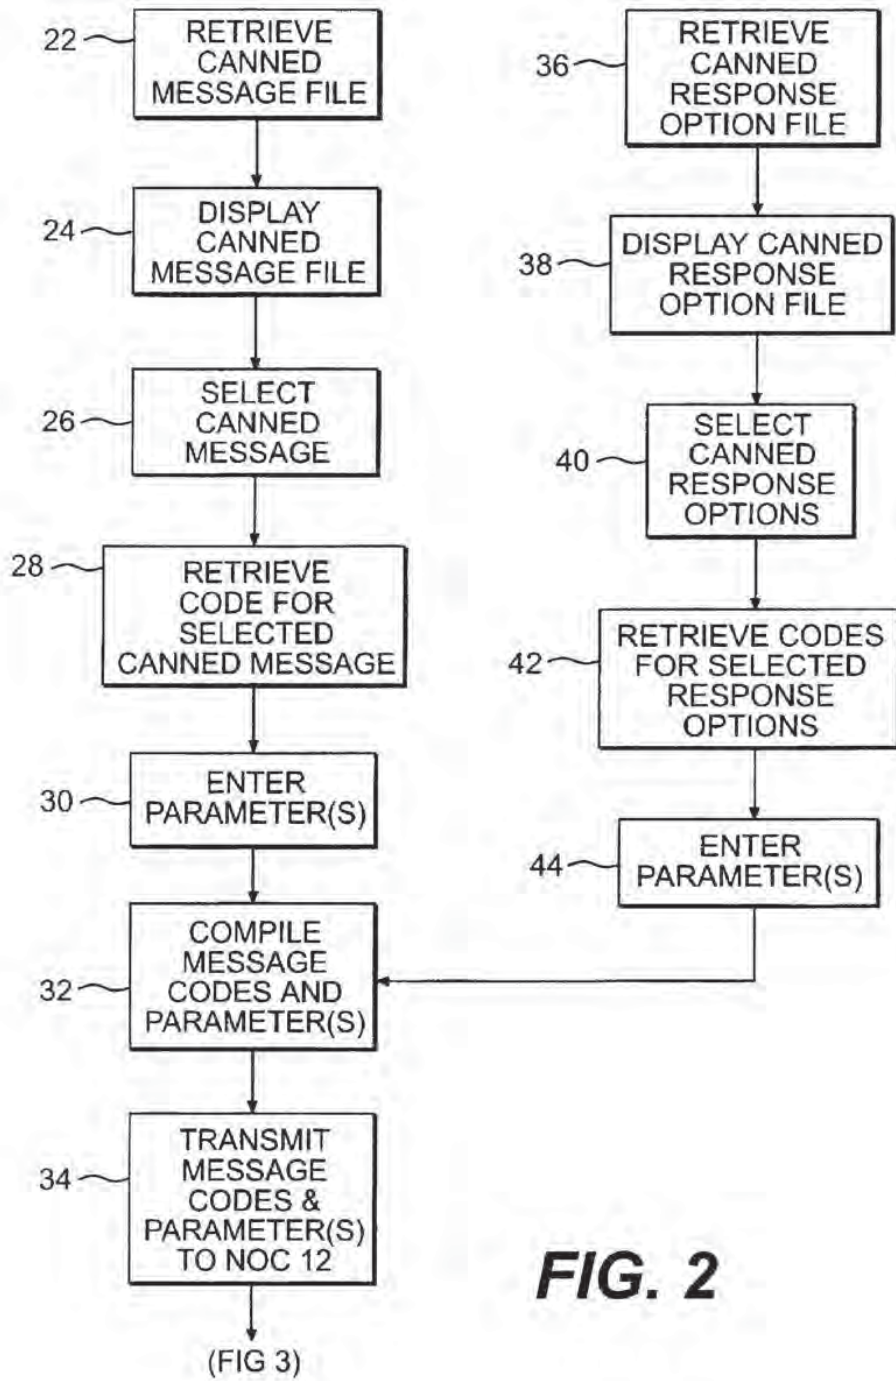 22
RETRIEVE
CANNED
MESSAGE FILE
24
DISPLAY
CANNED
MESSAGE FILE
26
SELECT
CANNED
MESSAGE
28
RETRIEVE
CODE FOR
SELECTED
CANNED MESSAGE
30
ENTER
PARAMETER(S)
32
COMPILE
MESSAGE
CODES AND
PARAMETER(S)
34
TRANSMIT
MESSAGE
CODES &
PARAMETER(S)
TO NOC 12
(FIG 3)
36
RETRIEVE
CANNED
RESPONSE
OPTION FILE
38
DISPLAY CANNED
RESPONSE
OPTION FILE
40
SELECT
CANNED
RESPONSE
OPTIONS
42
RETRIEVE CODES
FOR SELECTED
RESPONSE
OPTIONS
44
ENTER
PARAMETER(S)
FIG. 2